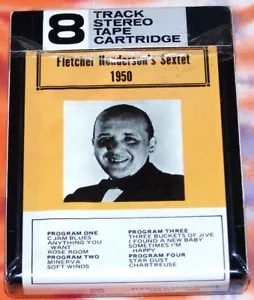 8 TRACK
STEREO
TAPE
CARTRIDGE
Fletcher Henderson's Sextet
1950
PROGRAM ONE
C JAM BLUES
ANYTHING YOU
WANT
ROSE ROOM
PROGRAM TWO
MINERVA
SOFT WINDS
PROGRAM THREE
THREE BUCKETS OF JIVE
I FOUND A NEW BABY
SOMETIMES I'M
HAPPY
PROGRAM FOUR
STAR DUST
CHARTREUSE